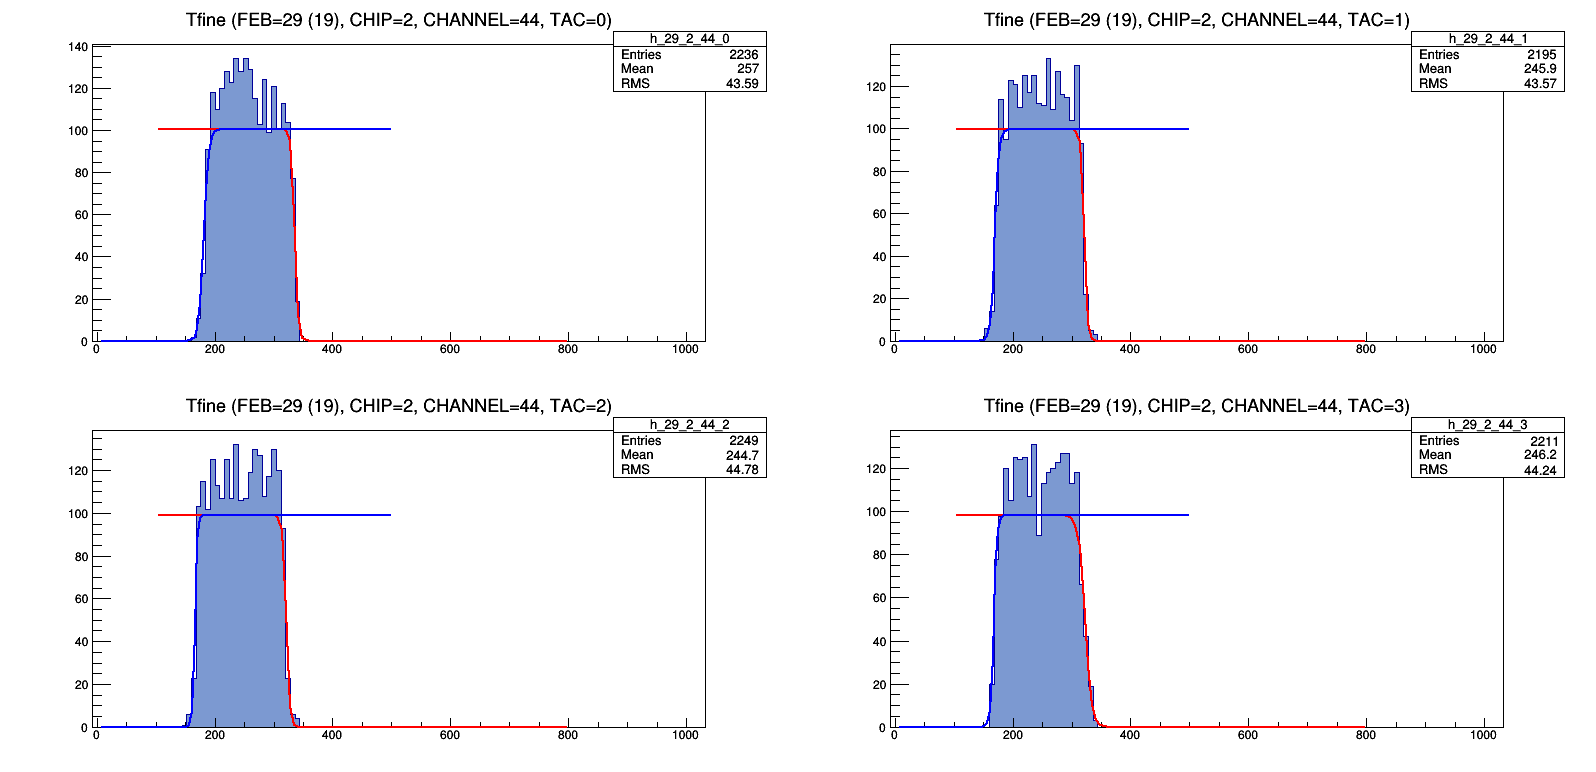 Tfine (FEB=29 (19), CHIP=2, CHANNEL=44, TAC=0)
h_29_2_44_0
Entries 2236
Mean 257
RMS 43.59
140
120
100
80
60
40
20
0
0 200 400 600 800 1000
Tfine (FEB=29 (19), CHIP=2, CHANNEL=44, TAC=1)
h_29_2_44_1
Entries 2195
Mean 245.9
RMS 43.57
120
100
80
60
40
20
0
0 200 400 600 800 1000
Tfine (FEB=29 (19), CHIP=2, CHANNEL=44, TAC=2)
h_29_2_44_2
Entries 2249
Mean 244.7
RMS 44.78
120
100
80
60
40
20
0
0 200 400 600 800 1000
Tfine (FEB=29 (19), CHIP=2, CHANNEL=44, TAC=3)
h_29_2_44_3
Entries 2211
Mean 246.2
RMS 44.24
120
100
80
60
40
20
0
0 200 400 600 800 1000